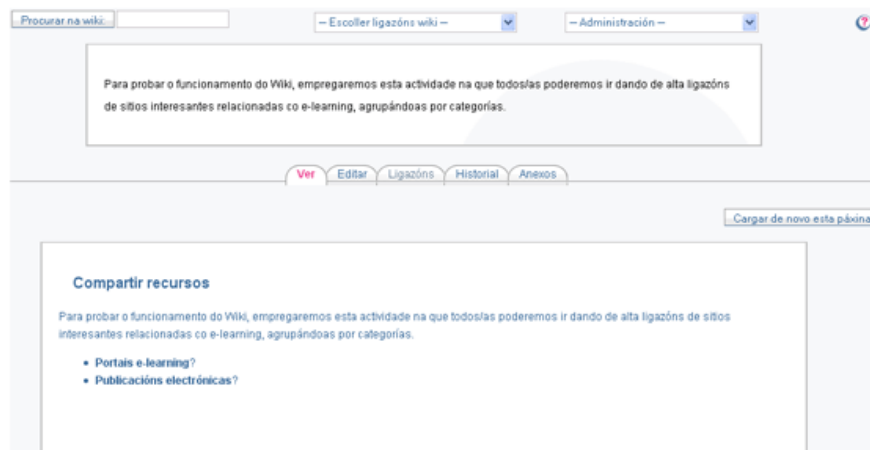 Procurar na wiki:
-- Escoller ligazóns wiki --
-- Administración --
?
Para probar o funcionamento do Wiki, empregaremos esta actividade na que todos/as poderemos ir dando de alta ligazóns
de sitios interesantes relacionadas co e-learning, agrupándoas por categorías.
Ver Editar Ligazóns Historial Anexos
Cargar de novo esta páxina
Compartir recursos
Para probar o funcionamento do Wiki, empregaremos esta actividade na que todos/as poderemos ir dando de alta ligazóns de sitios
interesantes relacionadas co e-learning, agrupándoas por categorías.
• Portais e-learning?
• Publicacións electrónicas?